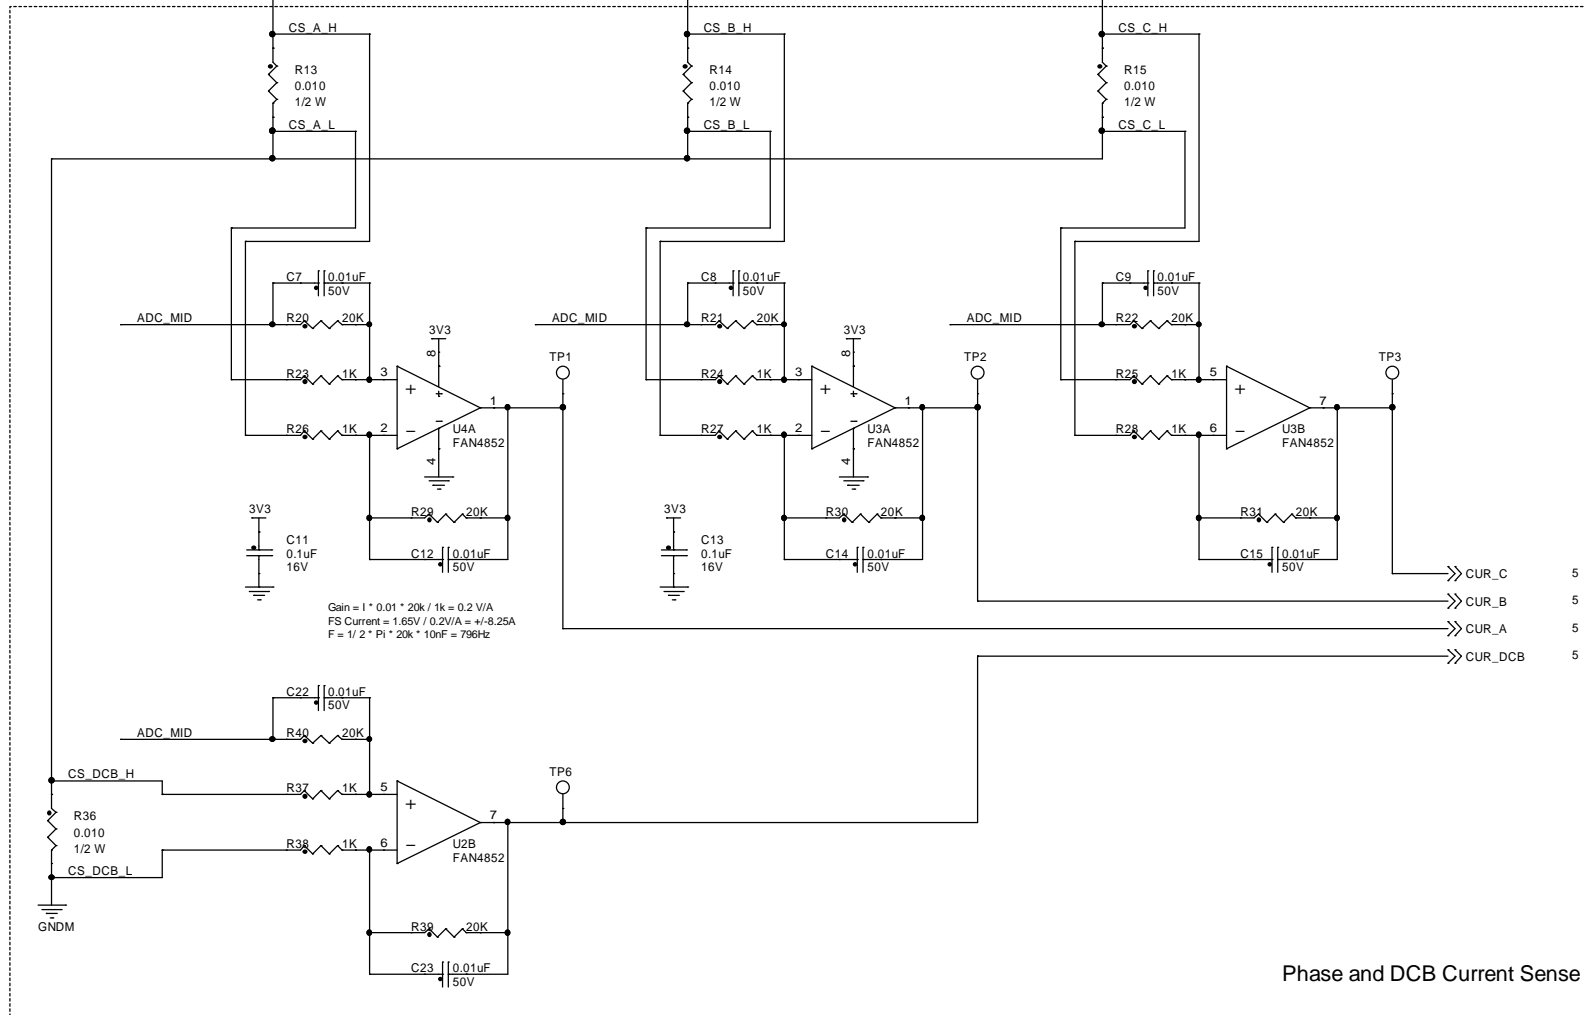 CS_A_H
CS_B_H
CS_C_H
R13
0.010
1/2 W
R14
0.010
1/2 W
R15
0.010
1/2 W
CS_A_L
CS_B_L
CS_C_L
C7
0.01uF
50V
C8
0.01uF
50V
C9
0.01uF
50V
ADC_MID
R20
20K
ADC_MID
R21
20K
ADC_MID
R22
20K
3V3
8
3V3
8
TP1
TP2
TP3
R23
1K
3
R24
1K
3
R25
1K
5
+
+
−
1
+
+
−
1
+
7
R26
1K
2
−
R27
1K
2
−
R28
1K
6
−
U4A
FAN4852
U3A
FAN4852
U3B
FAN4852
4
4
3V3
R29
20K
3V3
R30
20K
R31
20K
C11
0.1uF
16V
C12
0.01uF
50V
C13
0.1uF
16V
C14
0.01uF
50V
C15
0.01uF
50V
CUR_C 5
CUR_B 5
CUR_A 5
CUR_DCB 5
Gain = I * 0.01 * 20k / 1k = 0.2 V/A
FS Current = 1.65V / 0.2V/A = +/-8.25A
F = 1/ 2 * Pi * 20k * 10nF = 796Hz
C22
0.01uF
50V
ADC_MID
R40
20K
CS_DCB_H
TP6
R37
1K
5
+
7
R36
0.010
1/2 W
R38
1K
6
−
U2B
FAN4852
CS_DCB_L
GNDM
R39
20K
C23
0.01uF
50V
Phase and DCB Current Sense